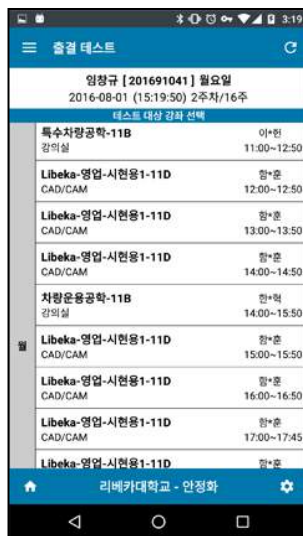 3:19
출결 테스트
임창규 [201691041] 월요일
2016-08-01 (15:19:50) 2주차/16주
테스트 대상 강좌 선택
특수차량공학-11B 이*헌
강의실 11:00~12:50
Libeka-영업-시현용1-11D 함*훈
CAD/CAM 12:00~12:50
Libeka-영업-시현용1-11D 함*훈
CAD/CAM 13:00~13:50
Libeka-영업-시현용1-11D 함*훈
CAD/CAM 14:00~14:50
차량운용공학-11B 한*혁
강의실 14:00~15:50
월
Libeka-영업-시현용1-11D 함*훈
CAD/CAM 15:00~15:50
Libeka-영업-시현용1-11D 함*훈
CAD/CAM 16:00~16:50
Libeka-영업-시현용1-11D 함*훈
CAD/CAM 17:00~17:45
Libeka-영업-시현용1-11D 함*훈
리베카대학교 - 안정화